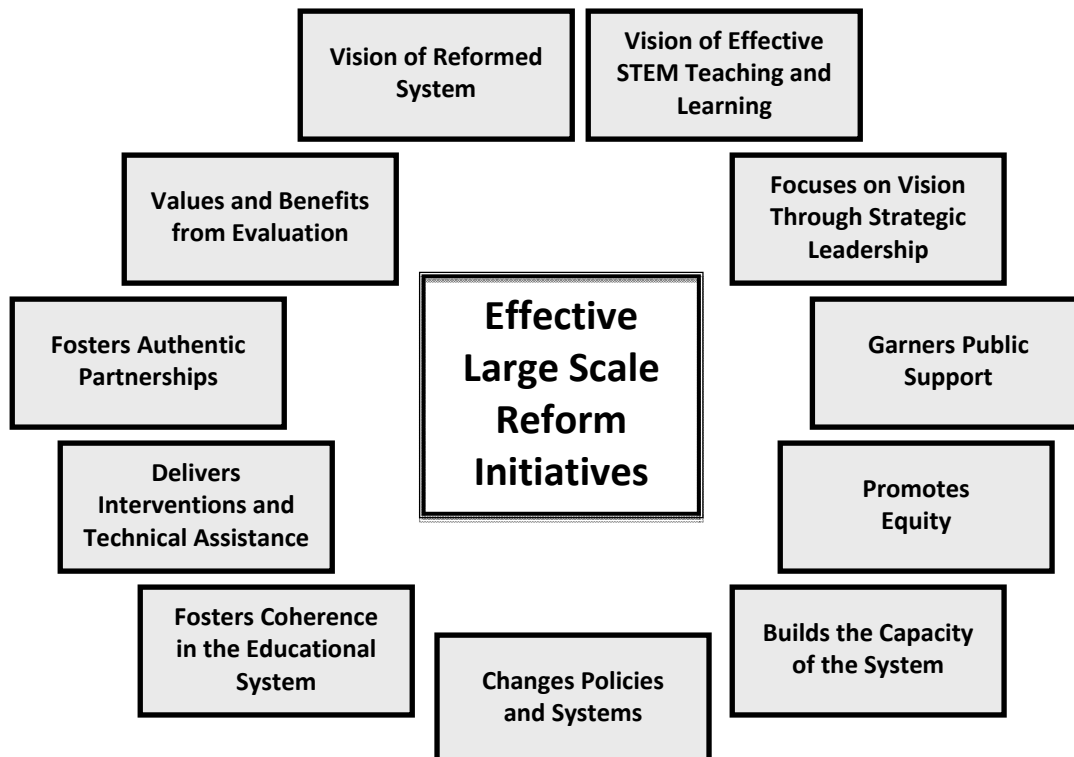 Vision of Reformed
System
Vision of Effective
STEM Teaching and
Learning
Values and Benefits
from Evaluation
Focuses on Vision
Through Strategic
Leadership
Effective
Large Scale
Reform
Initiatives
Fosters Authentic
Partnerships
Garners Public
Support
Delivers
Interventions and
Technical Assistance
Promotes
Equity
Fosters Coherence
in the Educational
System
Changes Policies
and Systems
Builds the Capacity
of the System